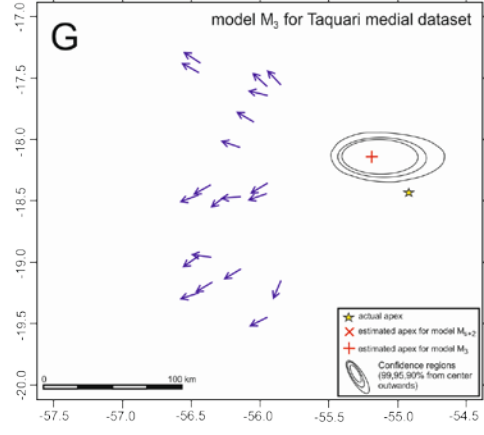 G
model M3 for Taquari medial dataset
-17.0
-17.5
-18.0
-18.5
-19.0
-19.5
-20.0
0
100 km
actual apex
estimated apex for model Ms+2
estimated apex for model M3
Confidence regions
(99,95,90% from center
outwards)
-57.5
-57.0
-56.5
-56.0
-55.5
-55.0
-54.5